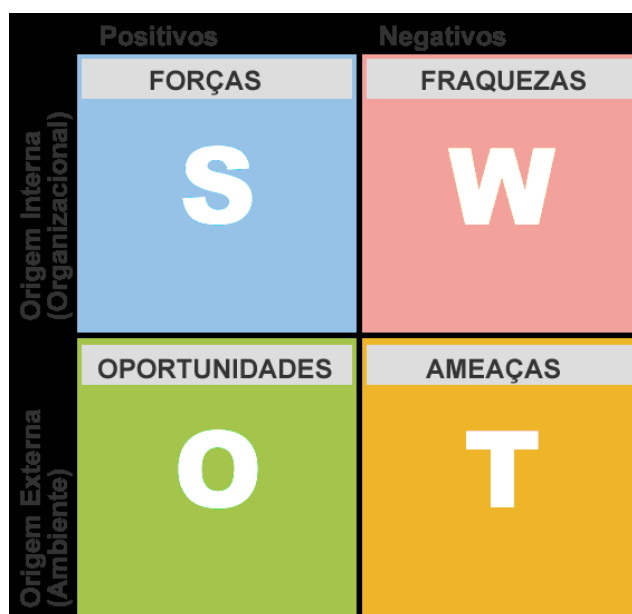 Positivos
Negativos
Origem Interna
(Organizacional)
FORÇAS
S
FRAQUEZAS
W
Origem Externa
(Ambiente)
OPORTUNIDADES
O
AMEAÇAS
T